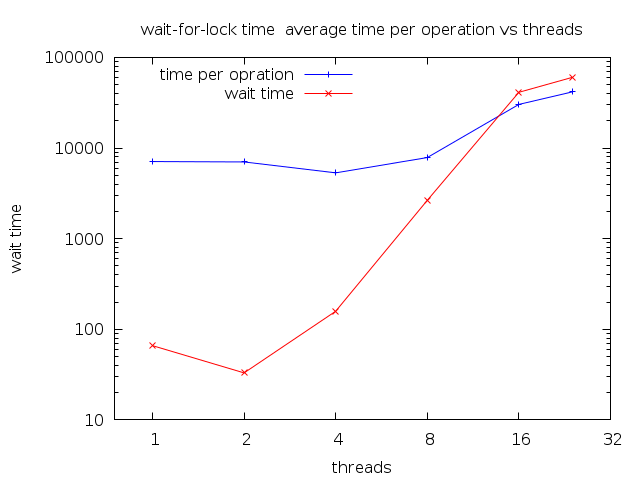 wait-for-lock time  average time per operation vs threads
100000
10000
1000
100
10
time per opration
wait time
wait time
1 2 4 8 16 32
threads